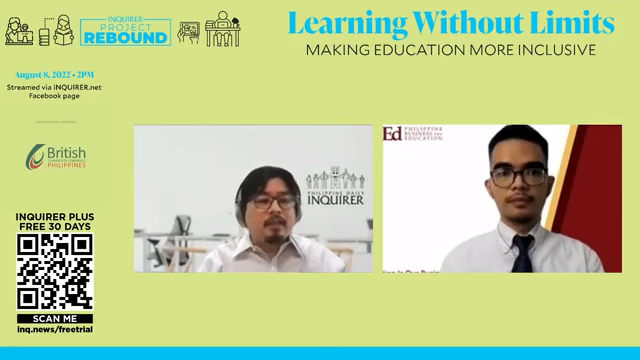 INQUIRER
PROJECT
REBOUND
Learning Without Limits
MAKING EDUCATION MORE INCLUSIVE
August 8, 2022 • 2PM
Streamed via INQUIRER.net
Facebook page
British
PHILIPPINES
INQUIRER PLUS
FREE 30 DAYS
SCAN ME
inq.news/freetrial
PHILIPPINE DAILY
INQUIRER
Ed
PHILIPPINE
BUSINESS for
EDUCATION